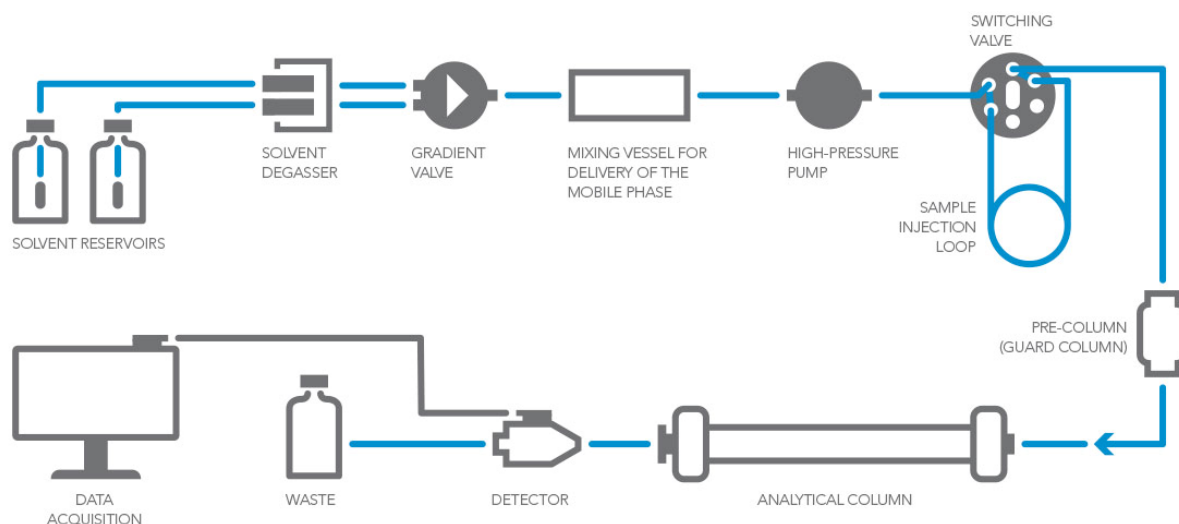 SWITCHING
VALVE
SOLVENT
DEGASSER
GRADIENT
VALVE
MIXING VESSEL FOR
DELIVERY OF THE
MOBILE PHASE
HIGH-PRESSURE
PUMP
SAMPLE
INJECTION
LOOP
SOLVENT RESERVOIRS
PRE-COLUMN
(GUARD COLUMN)
DATA
ACQUISITION
WASTE
DETECTOR
ANALYTICAL COLUMN